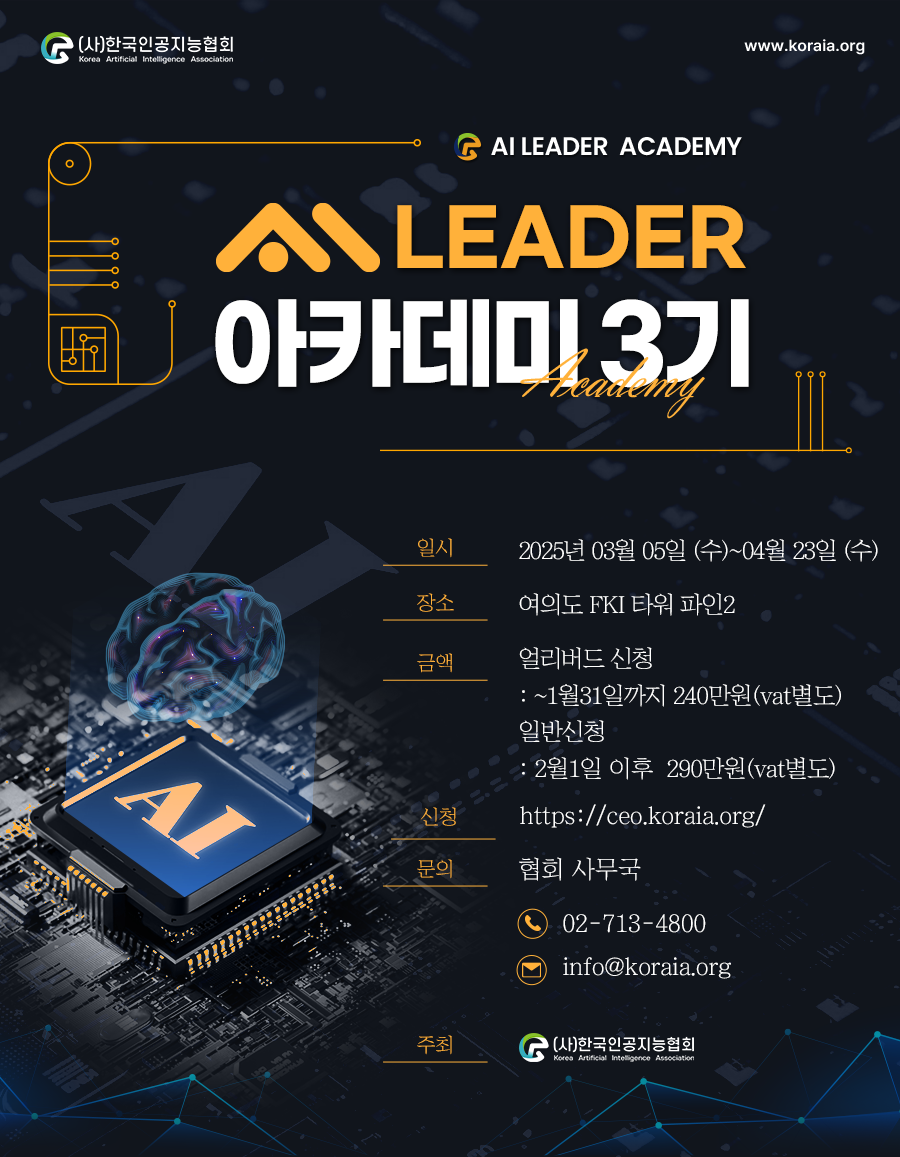 (사)한국인공지능협회
Korea Artificial Intelligence Association
www.koraia.org
AI LEADER ACADEMY
AI LEADER
아카데미 3기
Academy
AI
일시
2025년 03월 05일 (수)~04월 23일 (수)
장소
여의도 FKI 타워 파인2
금액
얼리버드 신청
: ~1월31일까지 240만원(vat별도)
일반신청
: 2월1일 이후 290만원(vat별도)
AI
신청
https://ceo.koraia.org/
문의
협회 사무국
02-713-4800
info@koraia.org
주최
(사)한국인공지능협회
Korea Artificial Intelligence Association